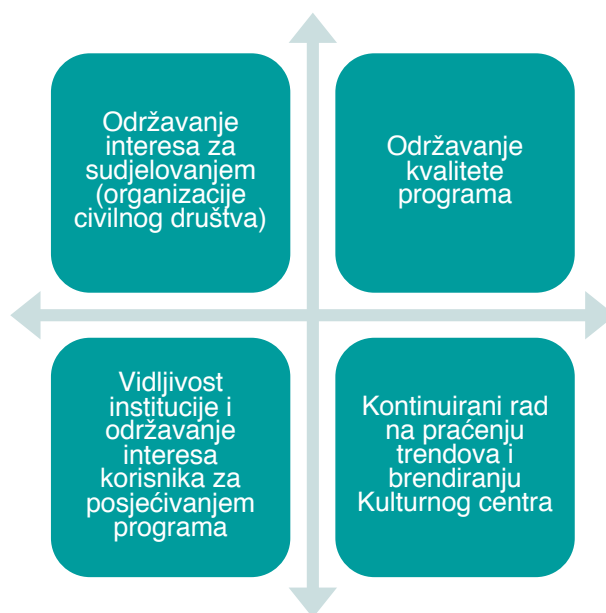 Održavanje
interesa za
sudjelovanjem
(organizacije
civilnog društva)
Održavanje
kvalitete
programa
Vidljivost
institucije i
održavanje
interesa
korisnika za
posjećivanjem
programa
Kontinuirani rad
na praćenju
trendova i
brendiranju
Kulturnog centra